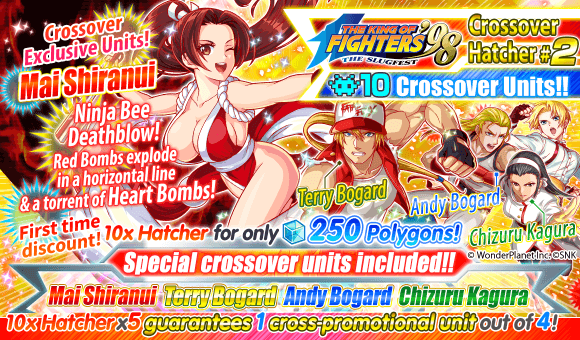 Crossover
Exclusive Units!
Mai Shiranui
Ninja Bee
Deathblow!
Red Bombs explode
in a horizontal line
& a torrent of Heart Bombs!
First time
discount!
10x Hatcher for only 250 Polygons!
THE KING OF
FIGHTERS '98
THE SLUGFEST
Crossover
Hatcher #2
10 Crossover Units!!
Terry Bogard
Andy Bogard
Chizuru Kagura
© WonderPlanet Inc. ©SNK
Special crossover units included!!
Mai Shiranui Terry Bogard Andy Bogard Chizuru Kagura
10x Hatcher x5 guarantees 1 cross-promotional unit out of 4!